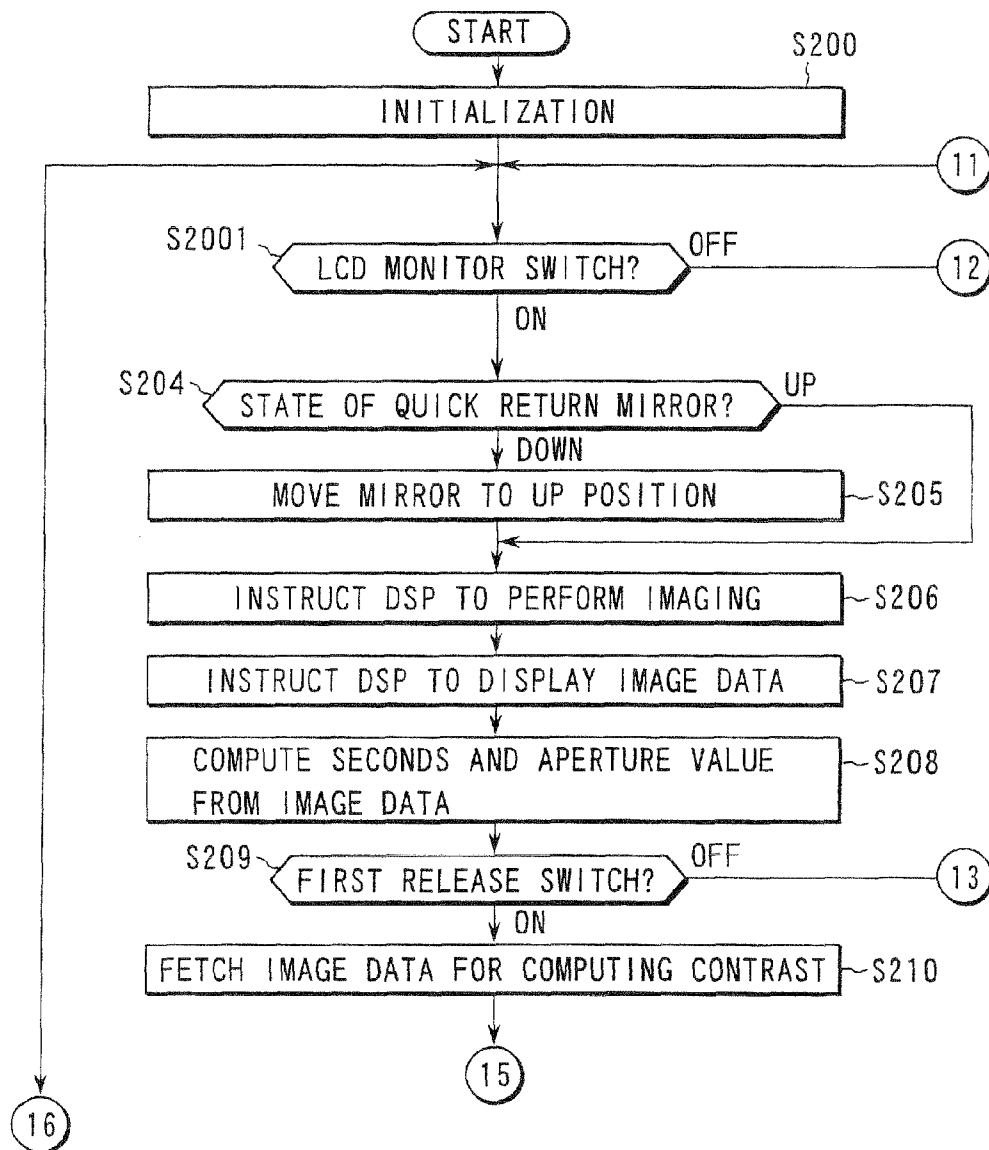 START
S200
INITIALIZATION
11
S2001
LCD MONITOR SWITCH?
OFF
12
ON
S204
STATE OF QUICK RETURN MIRROR?
UP
DOWN
MOVE MIRROR TO UP POSITION
S205
INSTRUCT DSP TO PERFORM IMAGING
S206
INSTRUCT DSP TO DISPLAY IMAGE DATA
S207
COMPUTE SECONDS AND APERTURE VALUE
FROM IMAGE DATA
S208
S209
FIRST RELEASE SWITCH?
OFF
13
ON
FETCH IMAGE DATA FOR COMPUTING CONTRAST
S210
15
16